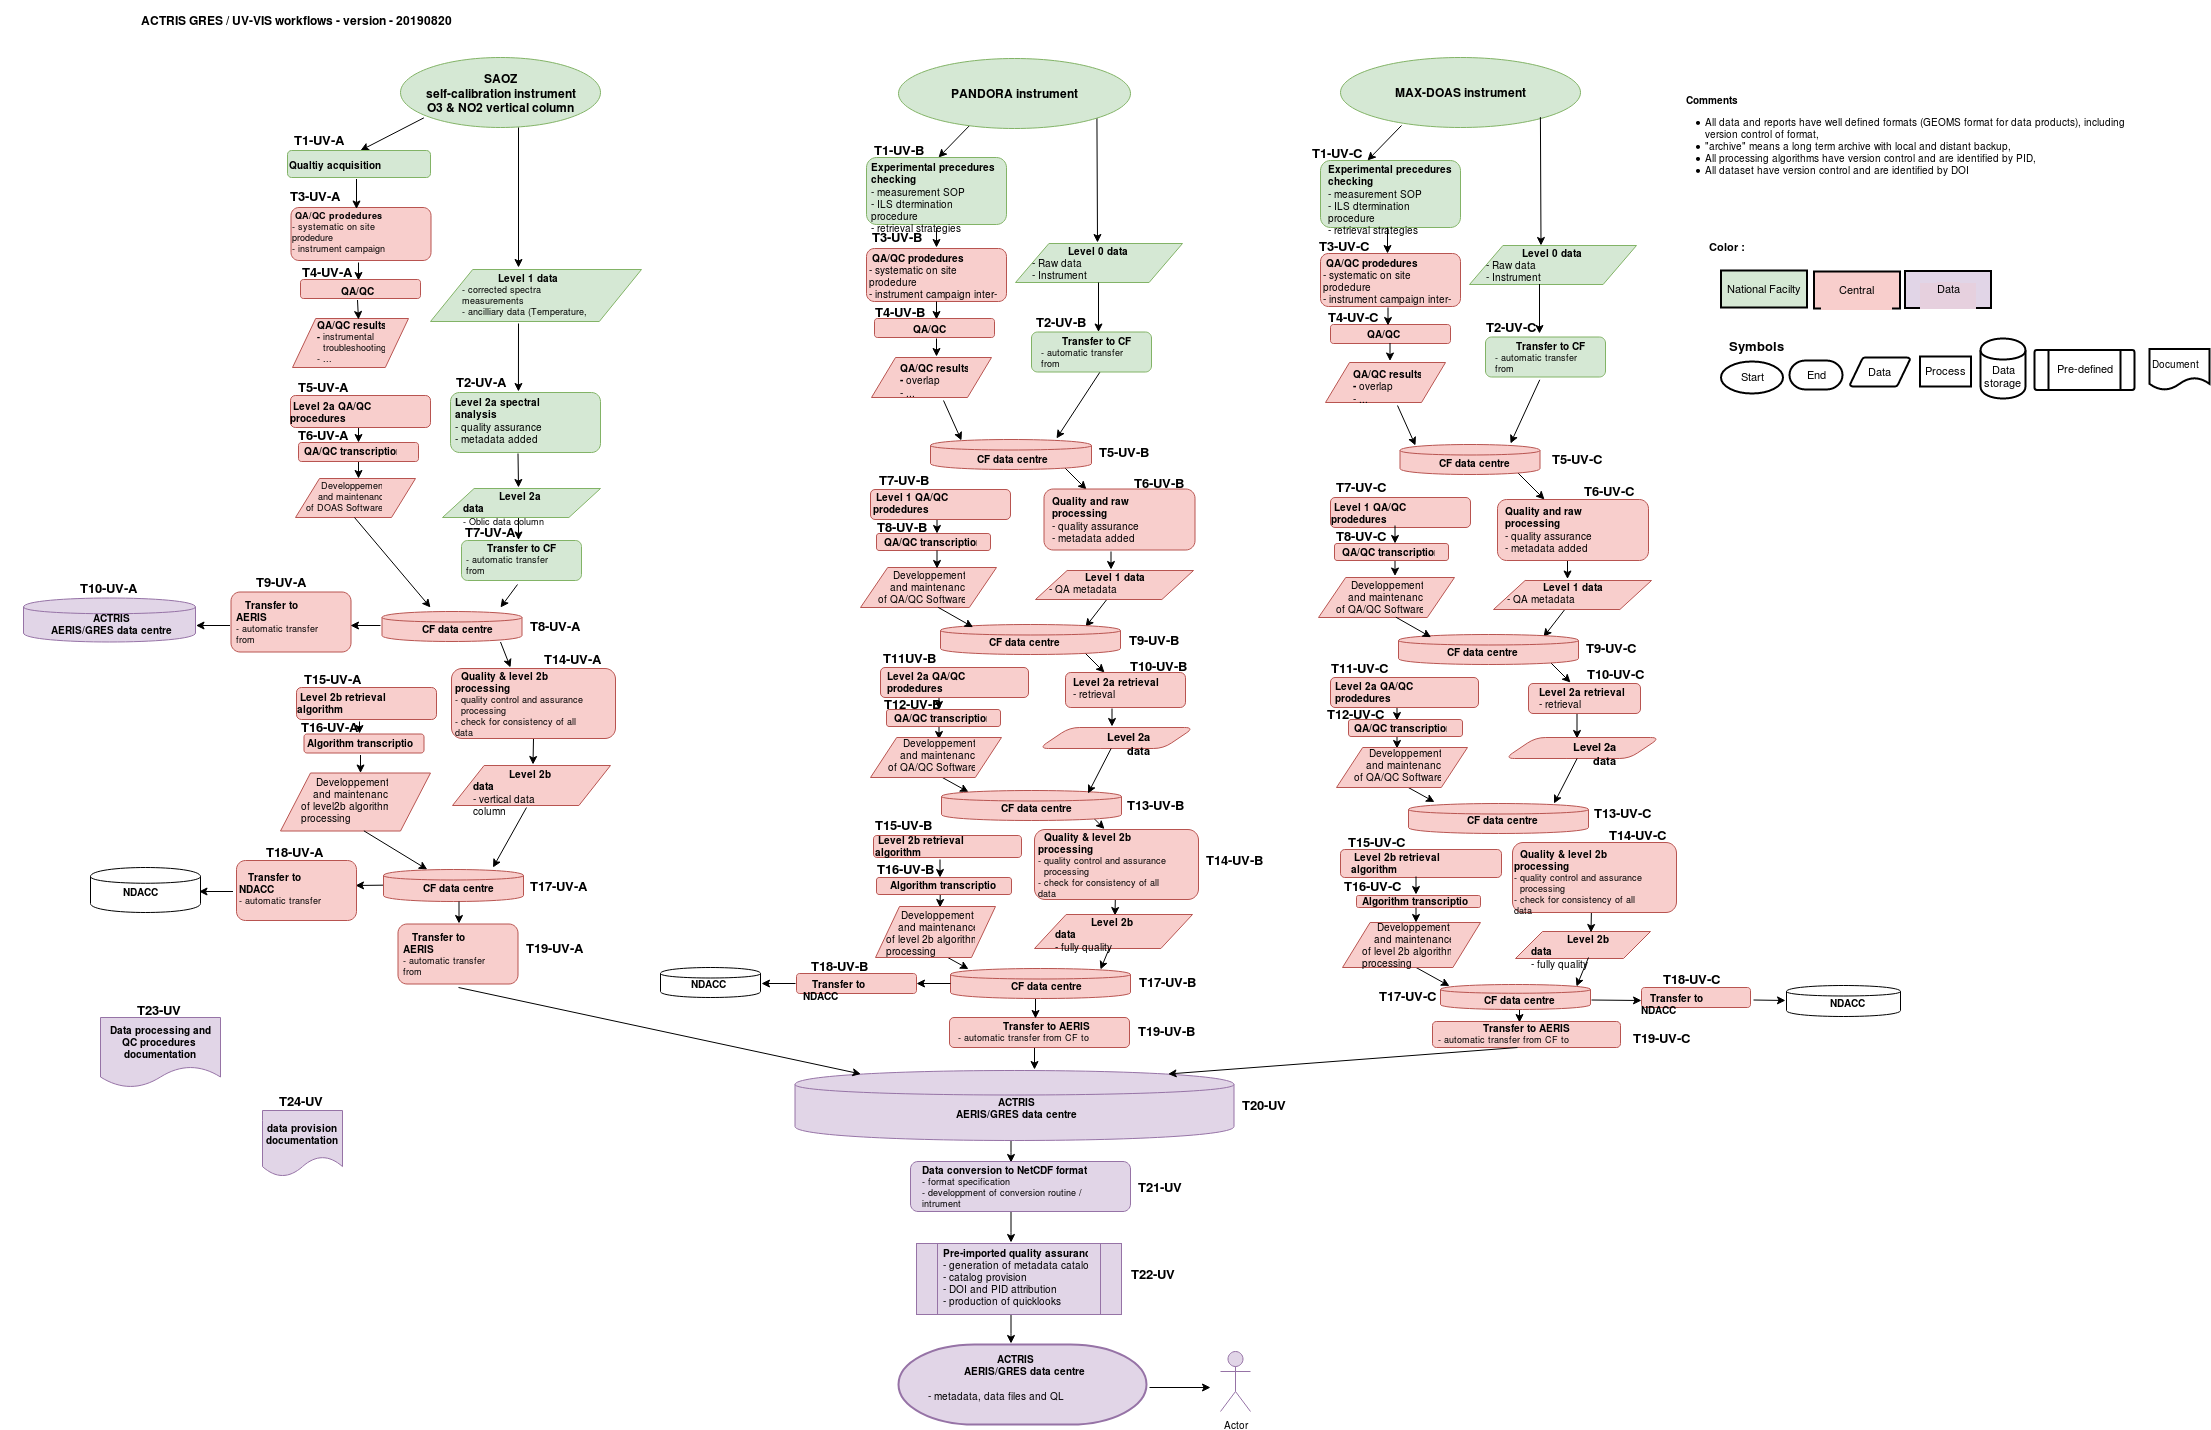 ACTRIS GRES / UV-VIS workflows - version - 20190820
SAOZ
self-calibration instrument
O3 & NO2 vertical column
T1-UV-A
Qualtiy acquisition
T3-UV-A
QA/QC prodedures
- systematic on site
prodedure
- instrument campaign
T4-UV-A
QA/QC
QA/QC results
- instrumental
troubleshooting
- ...
Level 1 data
- corrected spectra
measurements
- ancilliary data (Temperature,
T5-UV-A
Level 2a QA/QC
procedures
T6-UV-A
QA/QC transcriptio
Developpemen
and maintenanc
of DOAS Software
T2-UV-A
Level 2a spectral
analysis
- quality assurance
- metadata added
Level 2a
data
- Oblic data column
T7-UV-A
Transfer to CF
- automatic transfer
from
T10-UV-A
ACTRIS
AERIS/GRES data centre
T9-UV-A
Transfer to
AERIS
- automatic transfer
from
CF data centre
T8-UV-A
T14-UV-A
Quality & level 2b
processing
- quality control and assurance
processing
- check for consistency of all
data
T15-UV-A
Level 2b retrieval
algorithm
T16-UV-A
Algorithm transcriptio
Developpement
and maintenanc
of level2b algorithn
processing
Level 2b
data
- vertical data
column
T18-UV-A
NDACC
Transfer to
NDACC
- automatic transfer
CF data centre
T17-UV-A
Transfer to
AERIS
- automatic transfer
from
T19-UV-A
T23-UV
Data processing and
QC procedures
documentation
T24-UV
data provision
documentation
PANDORA instrument
T1-UV-B
Experimental precedures
checking
- measurement SOP
- ILS dtermination
procedure
- retrieval strategies
T3-UV-B
QA/QC prodedures
- systematic on site
prodedure
- instrument campaign inter-
T4-UV-B
QA/QC
QA/QC results
- overlap
- ...
Level 0 data
- Raw data
- Instrument
T2-UV-B
Transfer to CF
- automatic transfer
from
CF data centre
T5-UV-B
T7-UV-B
Level 1 QA/QC
prodedures
T8-UV-B
QA/QC transcriptio
Developpement
and maintenanc
of QA/QC Software
T6-UV-B
Quality and raw
processing
- quality assurance
- metadata added
Level 1 data
- QA metadata
CF data centre
T9-UV-B
T11UV-B
Level 2a QA/QC
prodedures
T12-UV-B
QA/QC transcriptio
Developpement
and maintenanc
of QA/QC Software
T10-UV-B
Level 2a retrieval
- retrieval
Level 2a
data
CF data centre
T13-UV-B
T15-UV-B
Level 2b retrieval
algorithm
T16-UV-B
Algorithm transcriptio
Developpement
and maintenance
of level 2b algorithn
processing
Quality & level 2b
processing
- quality control and assurance
processing
- check for consistency of all
data
T14-UV-B
Level 2b
data
- fully quality
T18-UV-B
NDACC
Transfer to
NDACC
CF data centre
T17-UV-B
Transfer to AERIS
- automatic transfer from CF to
T19-UV-B
MAX-DOAS instrument
T1-UV-C
Experimental precedures
checking
- measurement SOP
- ILS dtermination
procedure
- retrieval strategies
T3-UV-C
QA/QC prodedures
- systematic on site
prodedure
- instrument campaign inter-
T4-UV-C
QA/QC
QA/QC results
- overlap
- ...
Level 0 data
- Raw data
- Instrument
T2-UV-C
Transfer to CF
- automatic transfer
from
CF data centre
T5-UV-C
T7-UV-C
Level 1 QA/QC
prodedures
T8-UV-C
QA/QC transcriptio
Developpement
and maintenanc
of QA/QC Software
T6-UV-C
Quality and raw
processing
- quality assurance
- metadata added
Level 1 data
- QA metadata
CF data centre
T9-UV-C
T11-UV-C
Level 2a QA/QC
prodedures
T12-UV-C
QA/QC transcriptio
Developpement
and maintenanc
of QA/QC Software
T10-UV-C
Level 2a retrieval
- retrieval
Level 2a
data
CF data centre
T13-UV-C
T15-UV-C
Level 2b retrieval
algorithm
T16-UV-C
Algorithm transcriptio
Developpement
and maintenance
of level 2b algorithn
processing
T14-UV-C
Quality & level 2b
processing
- quality control and assurance
processing
- check for consistency of all
data
Level 2b
data
- fully quality
T17-UV-C
CF data centre
T18-UV-C
Transfer to
NDACC
NDACC
Transfer to AERIS
- automatic transfer from CF to
T19-UV-C
ACTRIS
AERIS/GRES data centre
T20-UV
Data conversion to NetCDF format
- format specification
- developpment of conversion routine /
intrument
T21-UV
Pre-imported quality assuranc
- generation of metadata catalo
- catalog provision
- DOI and PID attribution
- production of quicklooks
T22-UV
ACTRIS
AERIS/GRES data centre
- metadata, data files and QL
Actor
Comments
● All data and reports have well defined formats (GEOMS format for data products), including
version control of format,
● "archive" means a long term archive with local and distant backup,
● All processing algorithms have version control and are identified by PID,
● All dataset have version control and are identified by DOI
Color :
National Facilty
Central
Data
Symbols
Start
End
Data
Process
Data
storage
Pre-defined
Document